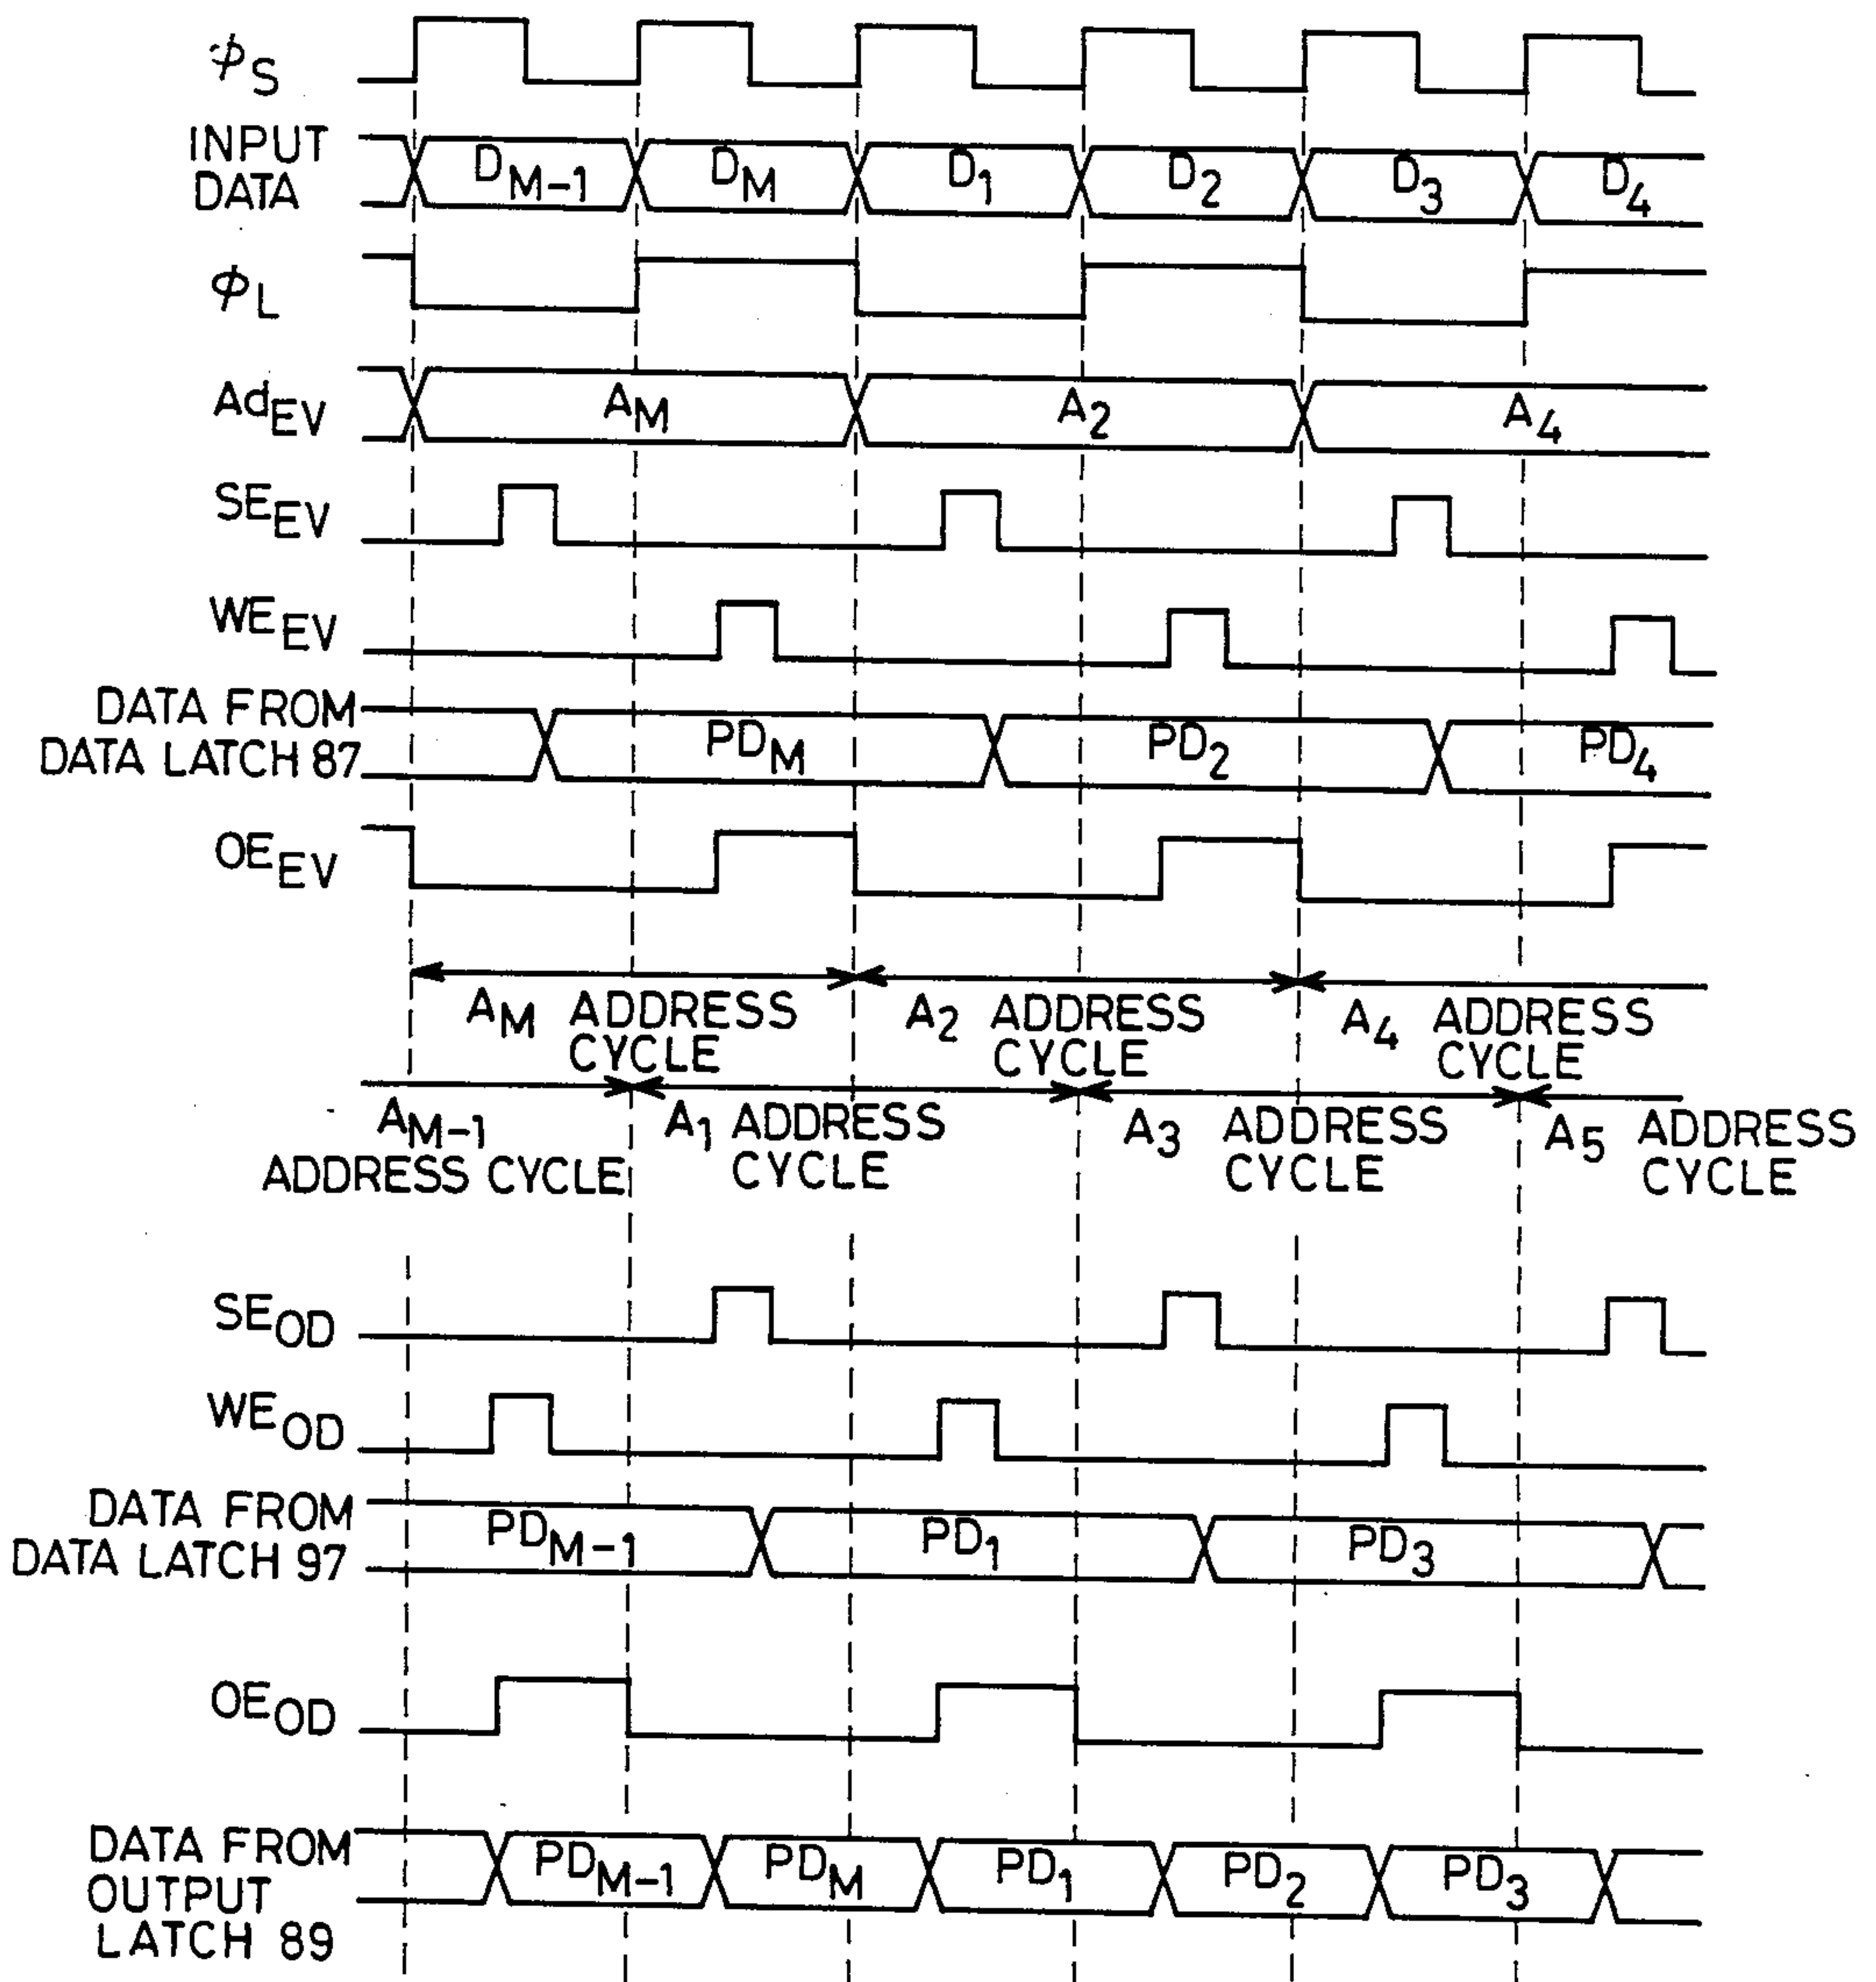 ϕS
INPUT
DATA
DM-1 DM D1 D2 D3 D4
ϕL
AdEV
AM A2 A4
SEEV
WEEV
DATA FROM
DATA LATCH 87
PDM PD2 PD4
OEEV
AM ADDRESS
CYCLE
A2 ADDRESS
CYCLE
A4 ADDRESS
CYCLE
AM-1
ADDRESS CYCLE
A1 ADDRESS
CYCLE
A3 ADDRESS
CYCLE
A5 ADDRESS
CYCLE
SEOD
WEOD
DATA FROM
DATA LATCH 97
PDM-1 PD1 PD3
OEOD
DATA FROM
OUTPUT
LATCH 89
PDM-1 PDM PD1 PD2 PD3